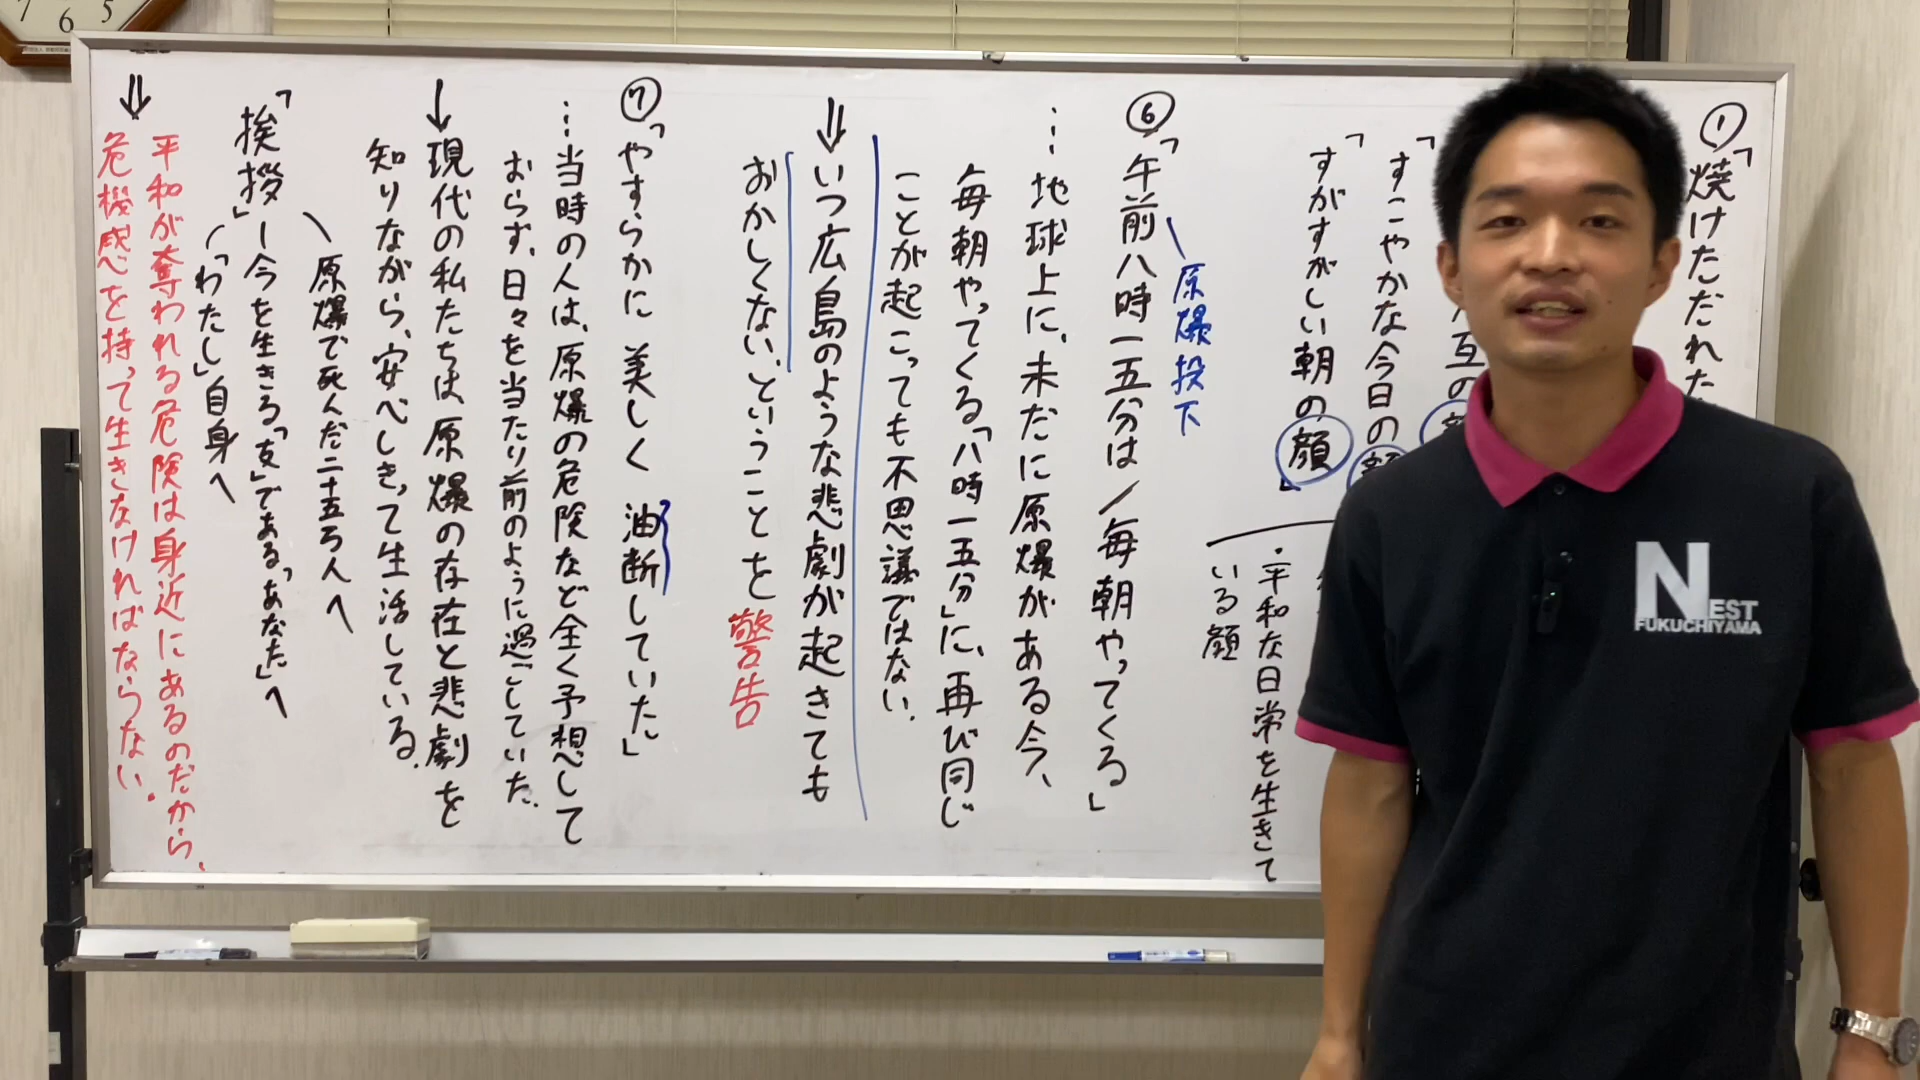 ①「焼けただれた
互の
「すこやかな今日の顔
「すがすがしい朝の顔」
・平和な日常を生きて
いる顔
原爆投下
⑥「午前八時一五分は/毎朝やってくる」
…地球上に、未だに原爆がある今、
毎朝やってくる「八時一五分」に、再び同じ
ことが起こっても不思議ではない.
⇓いつ広島のような悲劇が起きても
おかしくない、ということを警告
⑦「やすらかに 美しく 油断していた」
…当時の人は、原爆の危険など全く予想して
おらず、日々を当たり前のように過ごしていた.
↓現代の私たちは、原爆の存在と悲劇を
知りながら、安心しきって生活している.
原爆で死んだ二十五万人へ
「挨拶」ー今を生きる「友」である「あなた」へ
「わたし」自身へ
⇓平和が奪われる危険は身近にあるのだから、
危機感を持って生きなければならない.
NEST
FUKUCHIYAMA
7 6 5